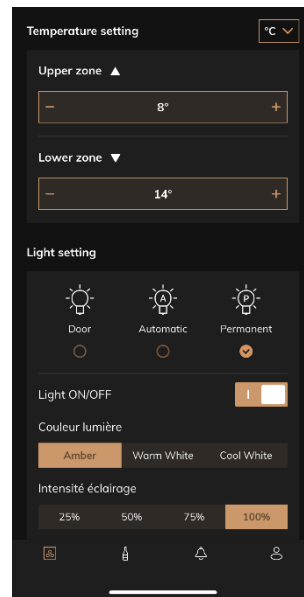 Temperature setting °C
Upper zone ▲
− 8° +
Lower zone ▼
− 14° +
Light setting
A P
Door Automatic Permanent
Light ON/OFF I
Couleur lumière
Amber Warm White Cool White
Intensité éclairage
25% 50% 75% 100%